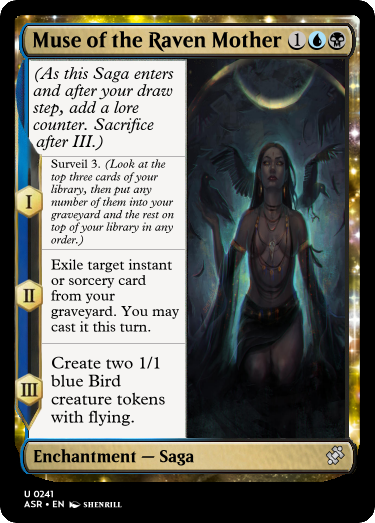 Muse of the Raven Mother 1
(As this Saga enters
and after your draw
step, add a lore
counter. Sacrifice
after III.)
I
Surveil 3. (Look at the
top three cards of your
library, then put any
number of them into your
graveyard and the rest on
top of your library in any
order.)
II
Exile target instant
or sorcery card
from your
graveyard. You may
cast it this turn.
III
Create two 1/1
blue Bird
creature tokens
with flying.
Enchantment — Saga
U 0241
ASR • EN SHENRILL